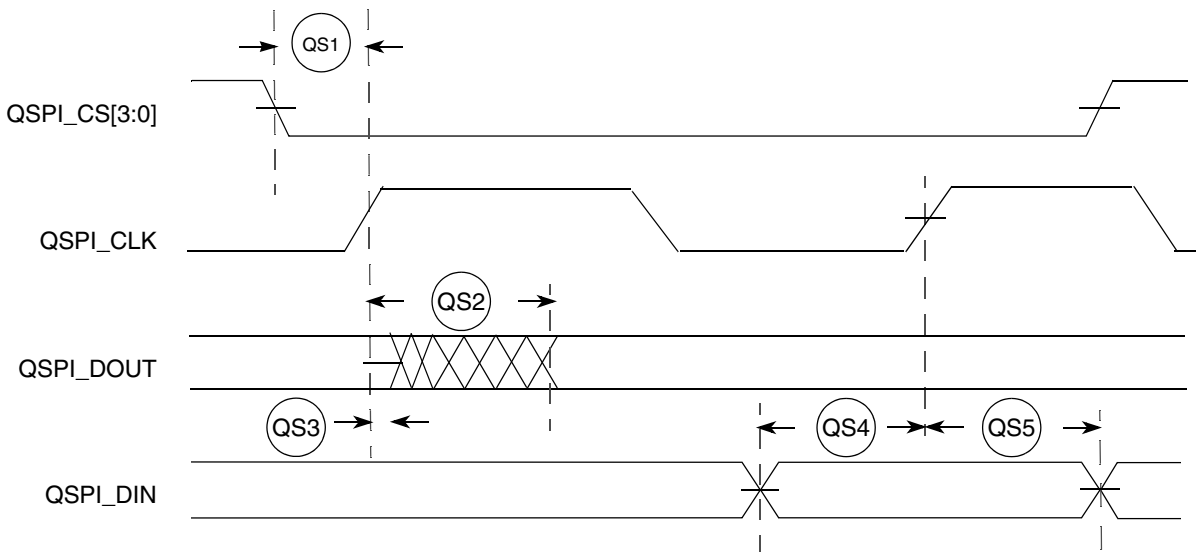 QS1
QSPI_CS[3:0]
QSPI_CLK
QS2
QSPI_DOUT
QS3
QS4
QS5
QSPI_DIN